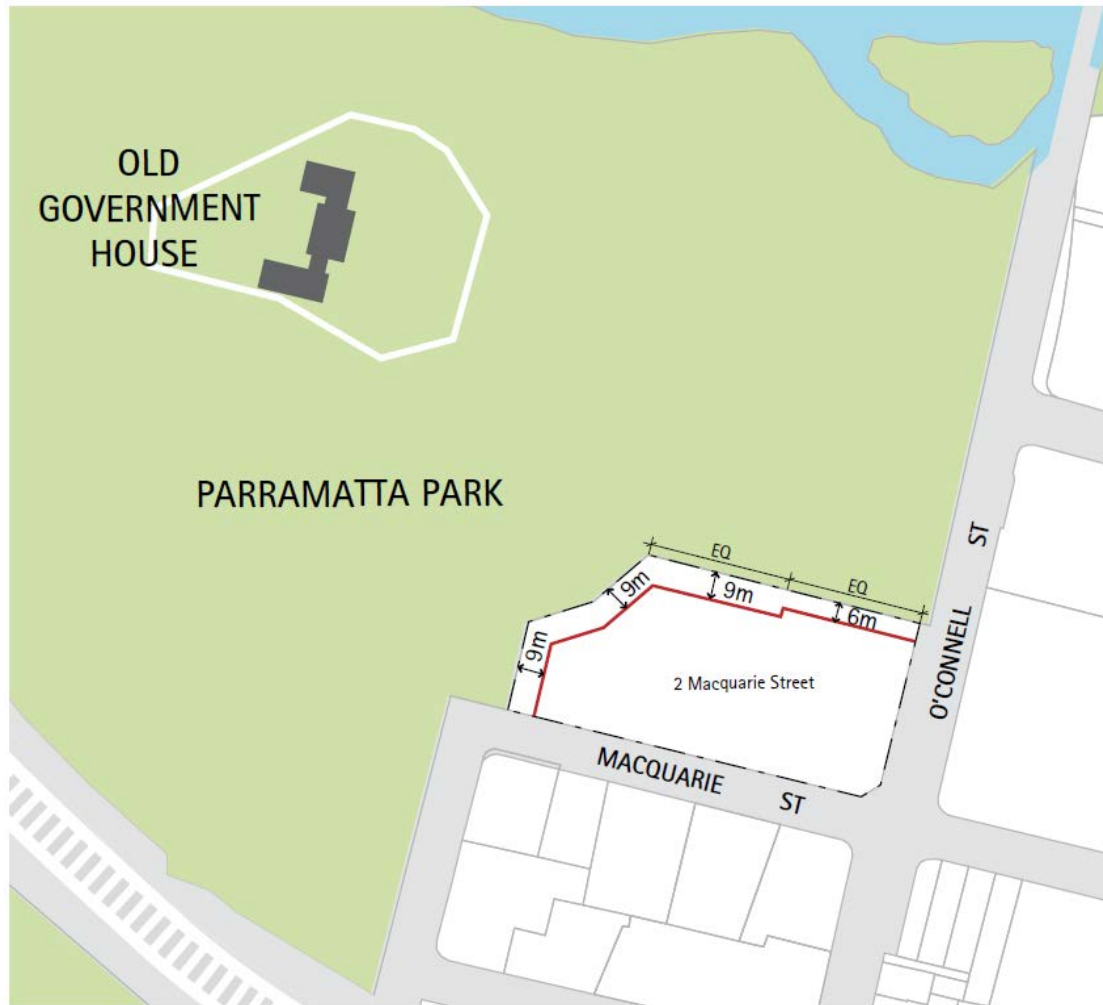 OLD
GOVERNMENT
HOUSE
PARRAMATTA PARK
EQ
EQ
9m
9m
6m
9m
2 Macquarie Street
O'CONNELL ST
MACQUARIE ST